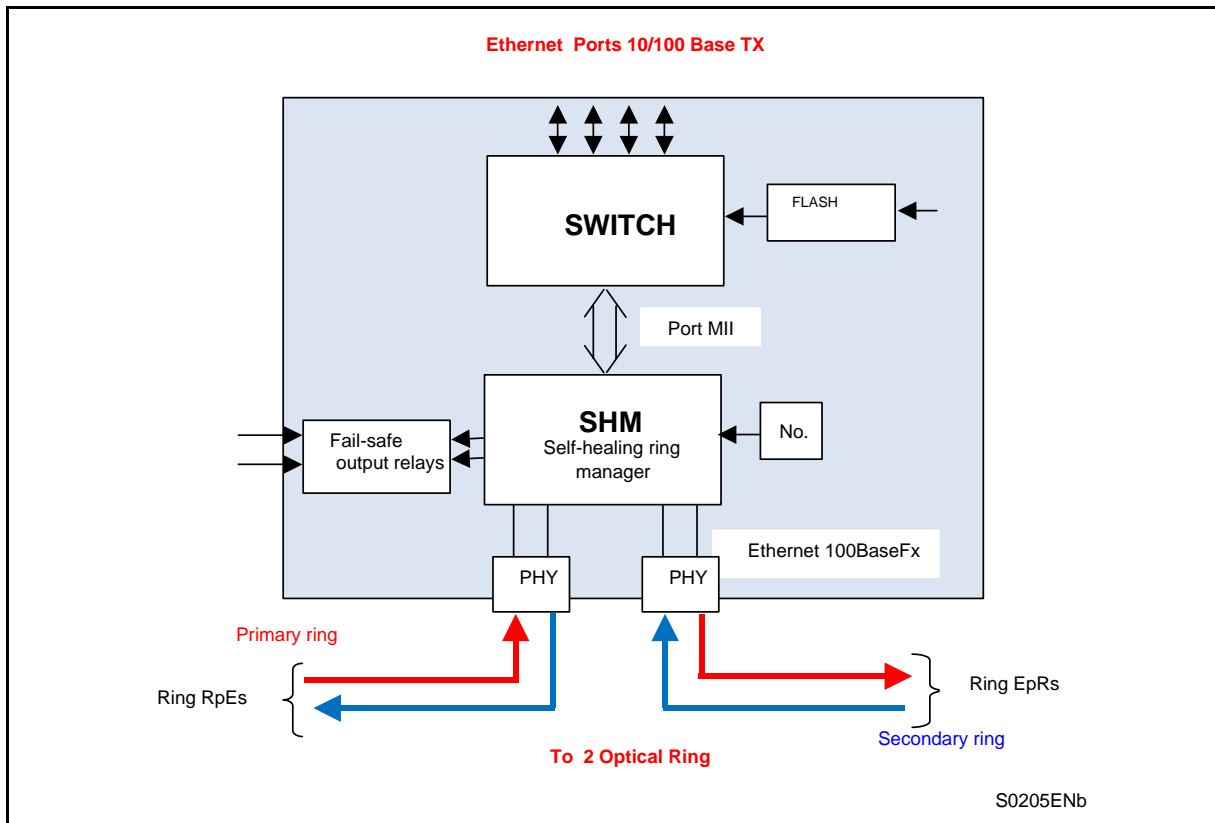 Ethernet Ports 10/100 Base TX
SWITCH
FLASH
Port MII
SHM
Self-healing ring
manager
No.
Fail-safe
output relays
Ethernet 100BaseFx
PHY
PHY
Primary ring
Ring RpEs
Ring EpRs
Secondary ring
To 2 Optical Ring
S0205ENb